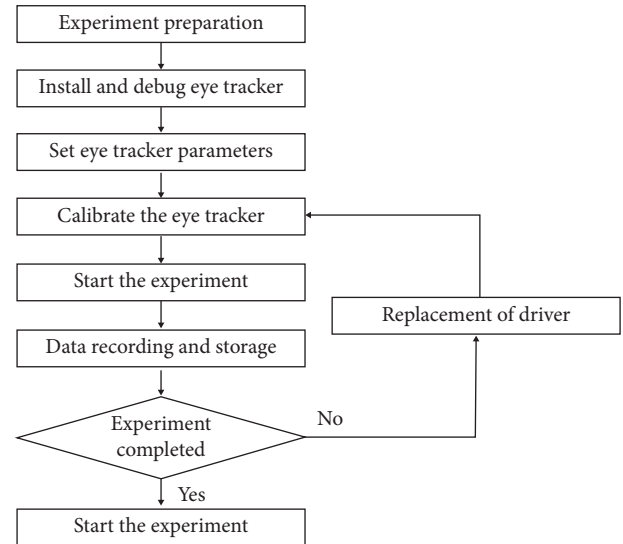 Experiment preparation
Install and debug eye tracker
Set eye tracker parameters
Calibrate the eye tracker
Start the experiment
Replacement of driver
Data recording and storage
Experiment
completed
No
Yes
Start the experiment